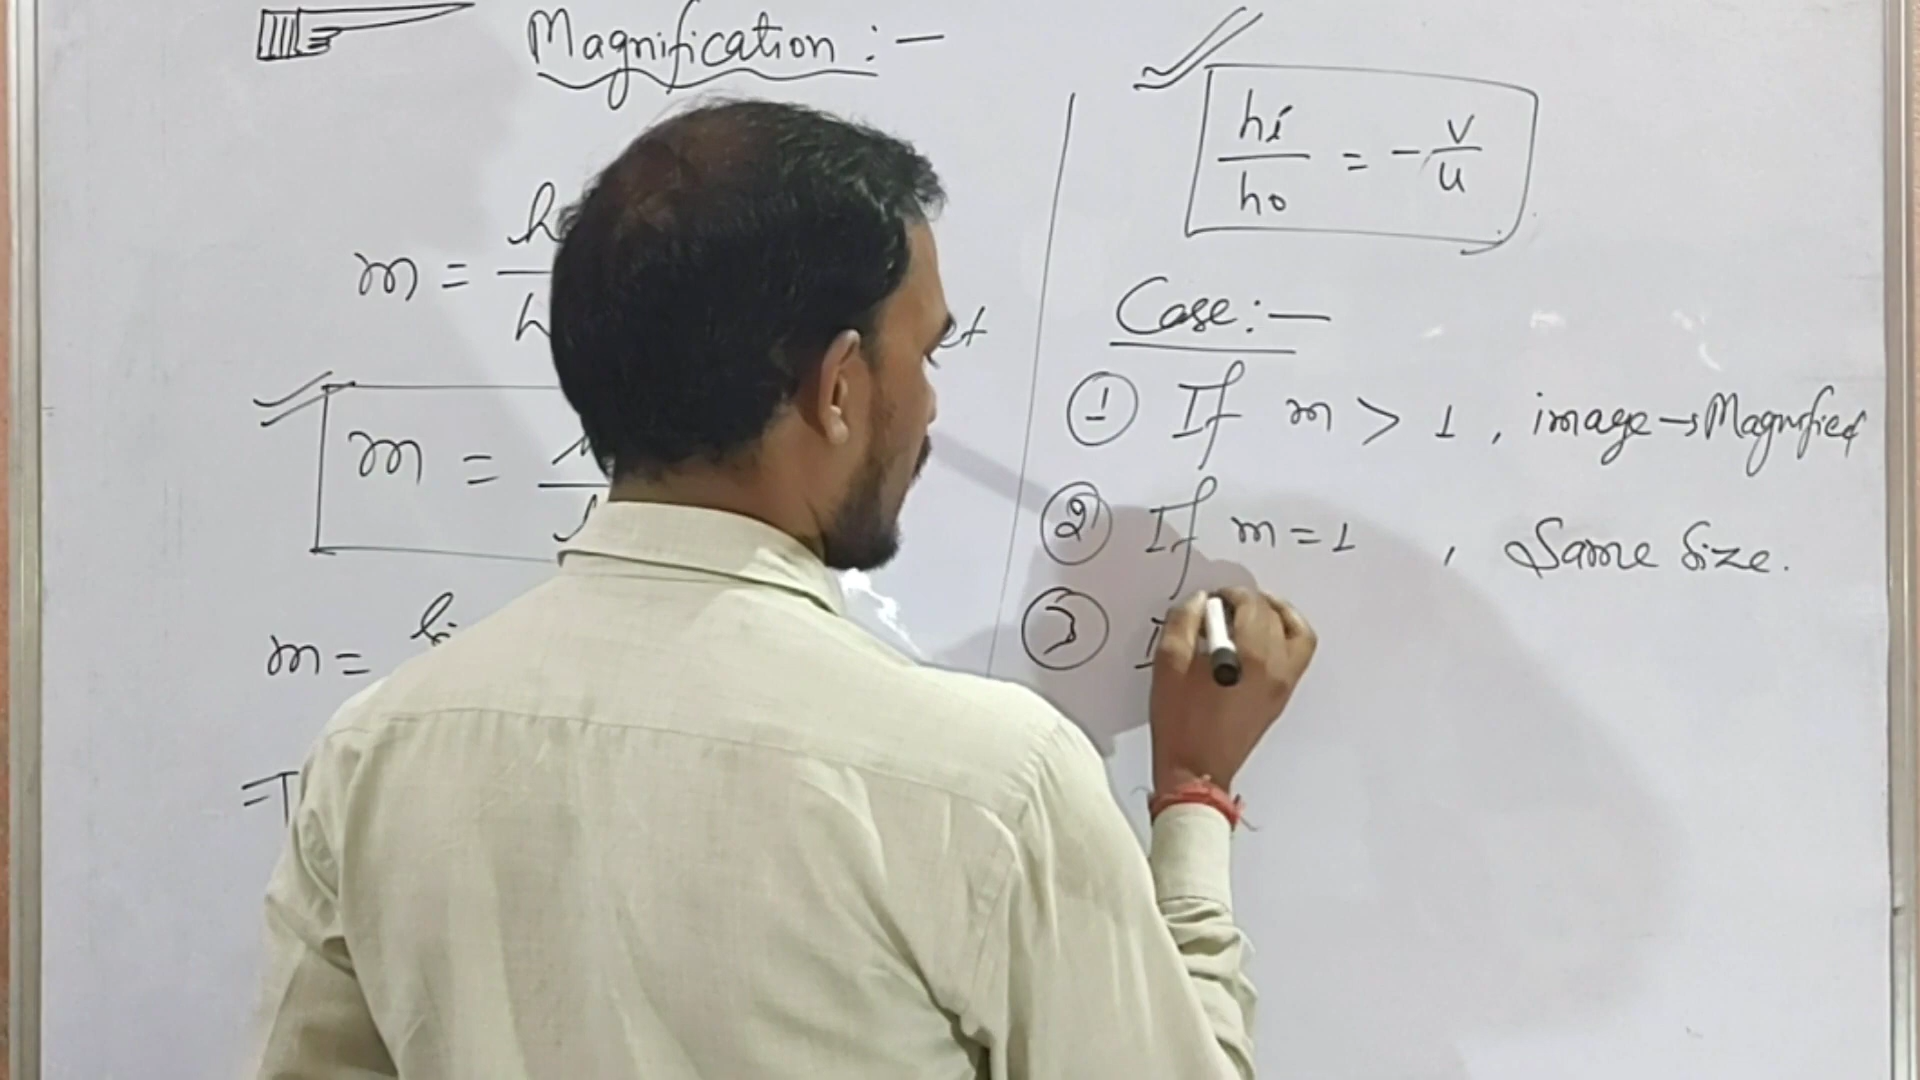 Magnification :-
m =
m =
m =
hi/ho = - v/u
Case :-
① If m > 1 , image → Magnified
② If m = 1 , Same Size.
③